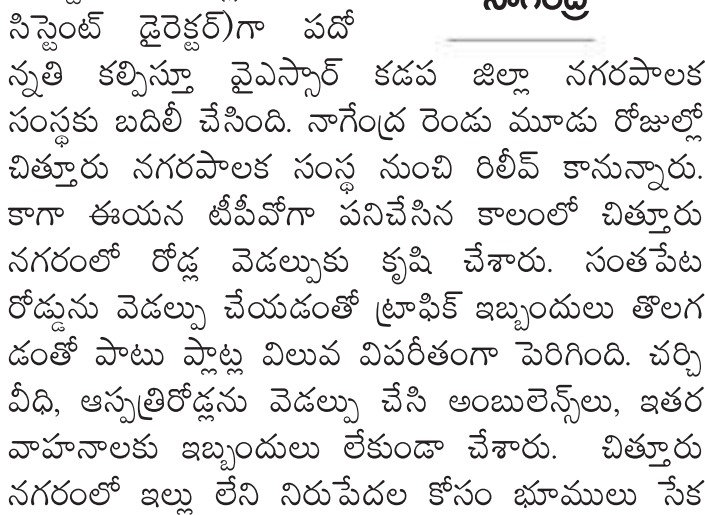 నాగేంద్ర
సిస్టెంట్ డైరెక్టర్)గా పదో
న్నతి కల్పిస్తూ వైఎస్సార్ కడప జిల్లా నగరపాలక
సంస్థకు బదిలీ చేసింది. నాగేంద్ర రెండు మూడు రోజుల్లో
చిత్తూరు నగరపాలక సంస్థ నుంచి రిలీవ్ కానున్నారు.
కాగా ఈయన టీపీవోగా పనిచేసిన కాలంలో చిత్తూరు
నగరంలో రోడ్ల వెడల్పుకు కృషి చేశారు. సంతపేట
రోడ్డును వెడల్పు చేయడంతో ట్రాఫిక్ ఇబ్బందులు తొలగ
డంతో పాటు ప్లాట్ల విలువ విపరీతంగా పెరిగింది. చర్చి
వీధి, ఆస్పత్రిరోడ్లను వెడల్పు చేసి అంబులెన్స్‌లు, ఇతర
వాహనాలకు ఇబ్బందులు లేకుండా చేశారు. చిత్తూరు
నగరంలో ఇల్లు లేని నిరుపేదల కోసం భూములు సేక